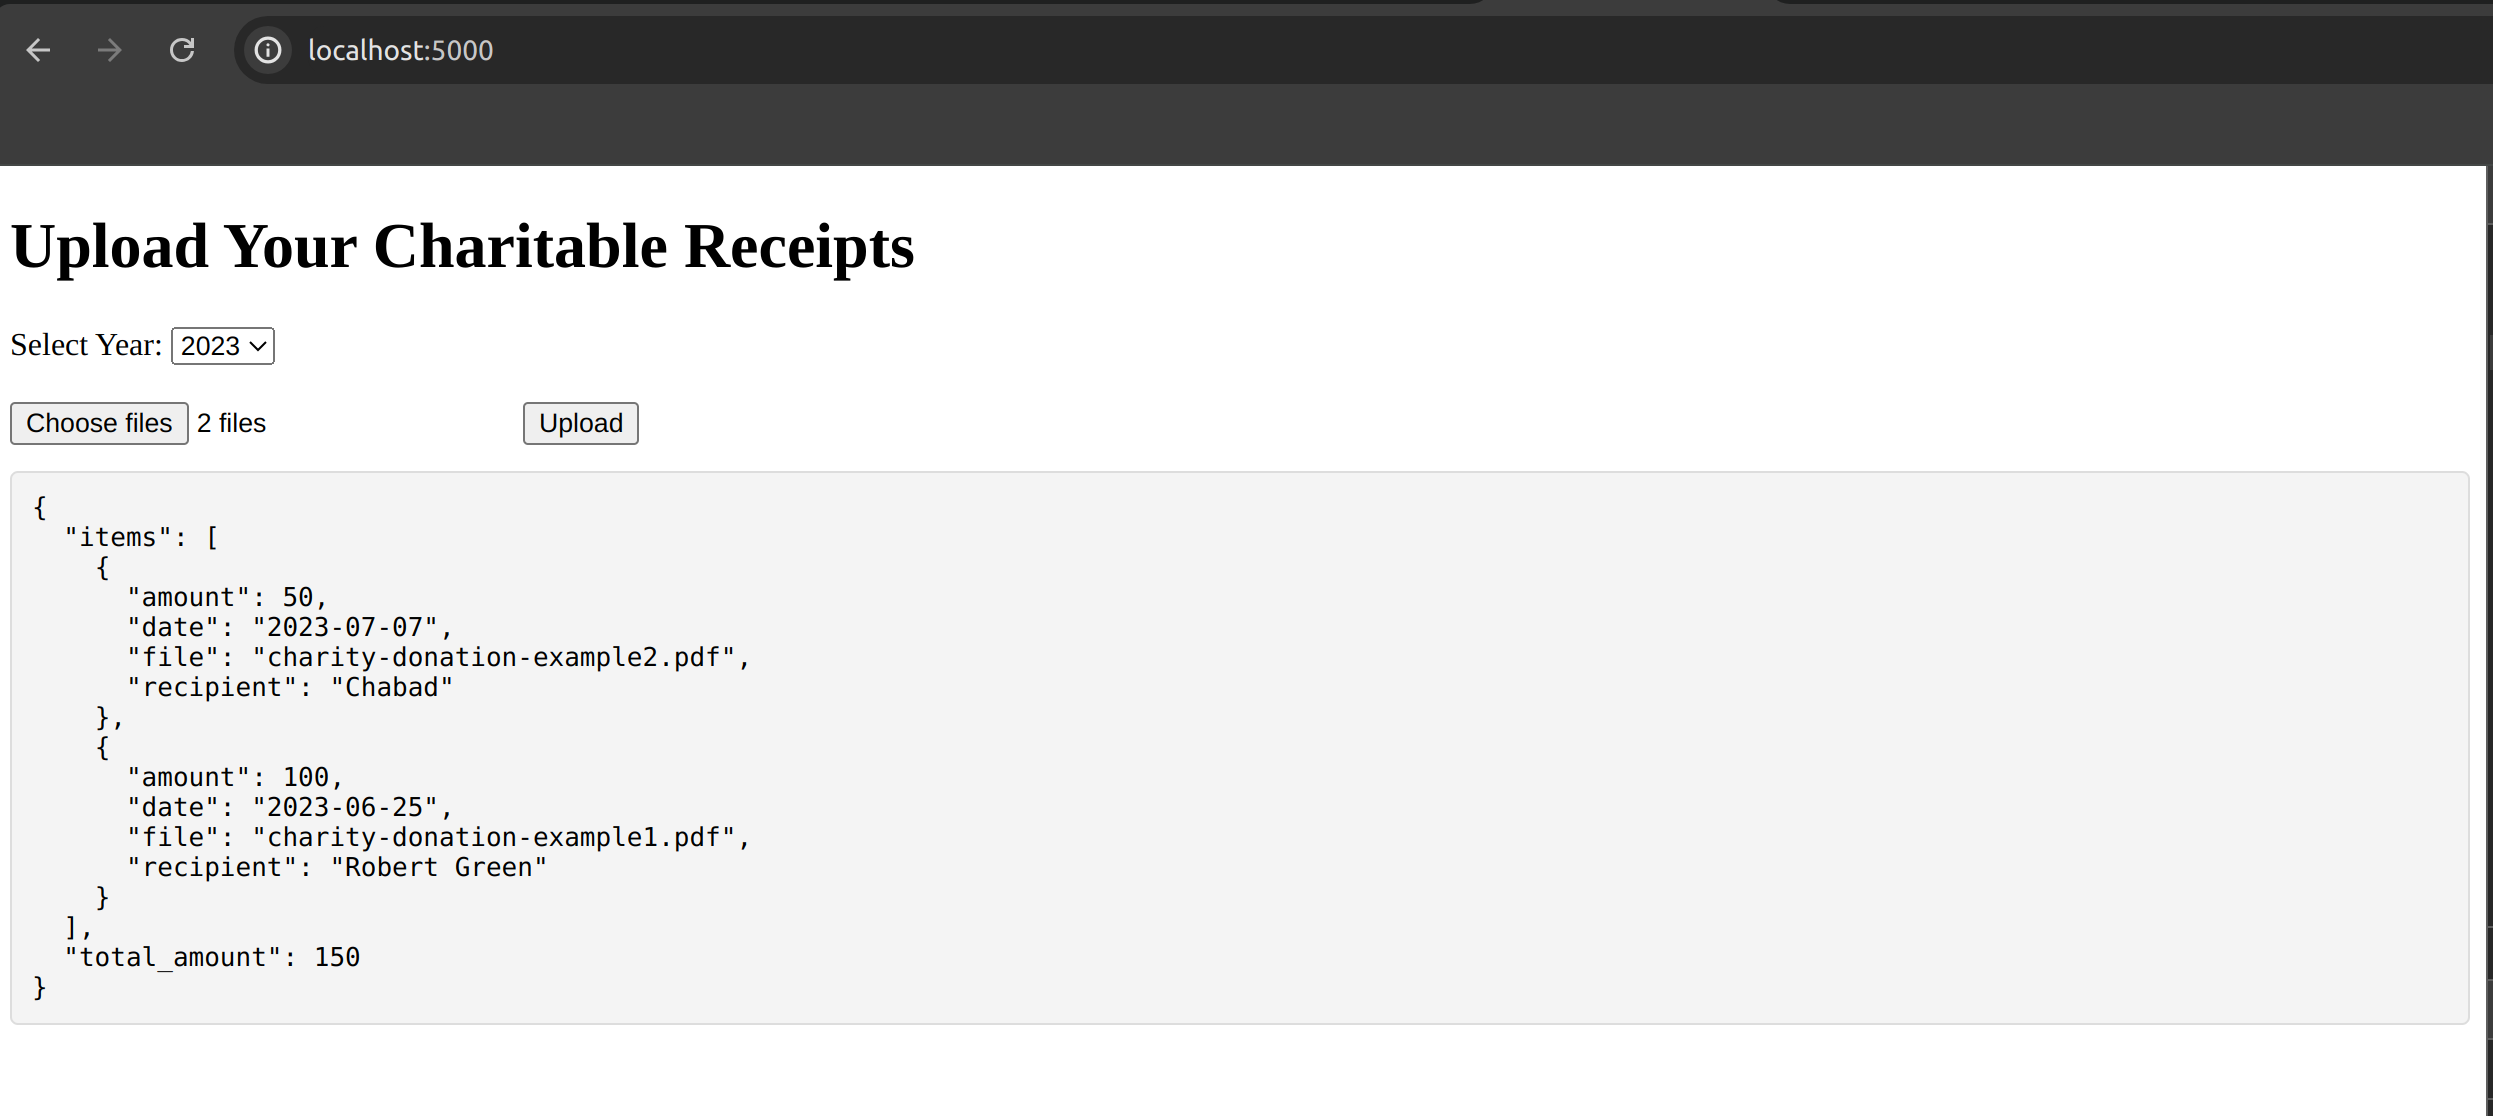 localhost:5000
Upload Your Charitable Receipts
Select Year: 2023
Choose files 2 files Upload
{
  "items": [
    {
      "amount": 50,
      "date": "2023-07-07",
      "file": "charity-donation-example2.pdf",
      "recipient": "Chabad"
    },
    {
      "amount": 100,
      "date": "2023-06-25",
      "file": "charity-donation-example1.pdf",
      "recipient": "Robert Green"
    }
  ],
  "total_amount": 150
}